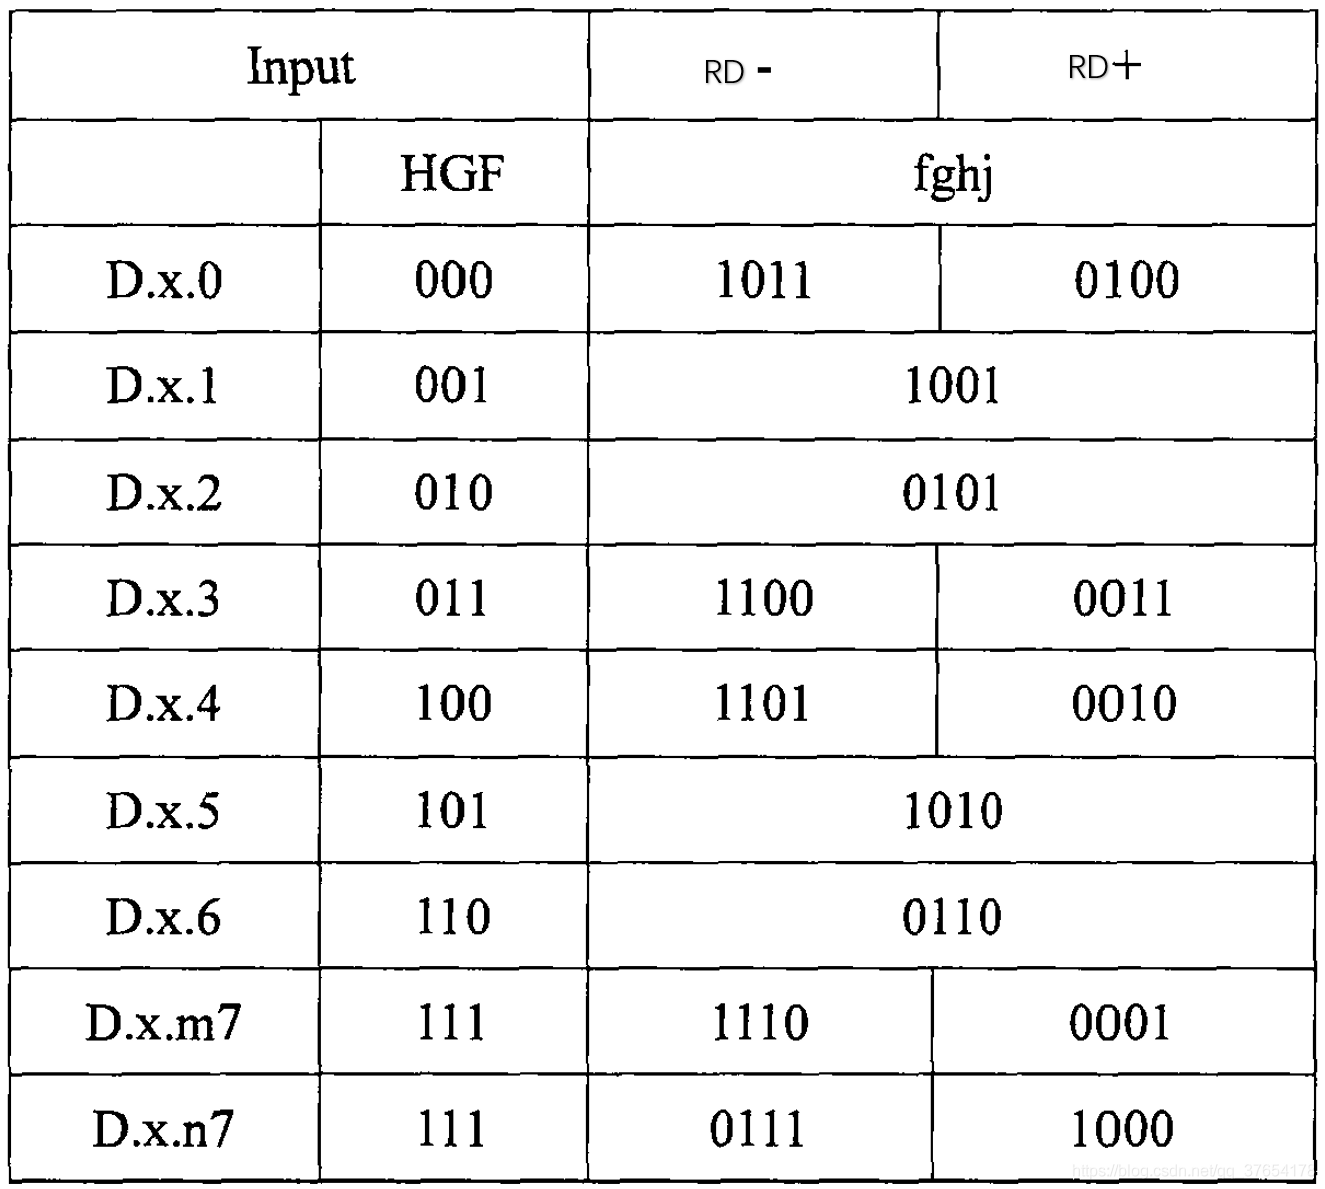 Input RD - RD+
HGF fghj
D.x.0 000 1011 0100
D.x.1 001 1001
D.x.2 010 0101
D.x.3 011 1100 0011
D.x.4 100 1101 0010
D.x.5 101 1010
D.x.6 110 0110
D.x.m7 111 1110 0001
D.x.n7 111 0111 1000
https://blog.csdn.net/qq_37654178